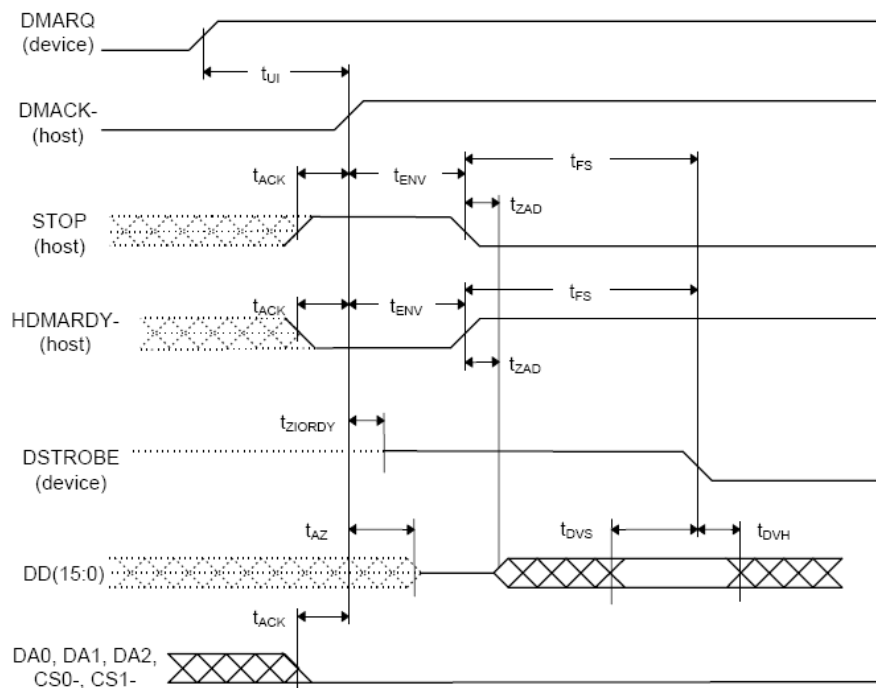 DMARQ
(device)
tUI
DMACK-
(host)
tACK
tENV
tFS
tZAD
STOP
(host)
tACK
tENV
tFS
HDMARDY-
(host)
tZAD
tZIORDY
DSTROBE
(device)
tAZ
tDVS
tDVH
DD(15:0)
tACK
DA0, DA1, DA2,
CS0-, CS1-